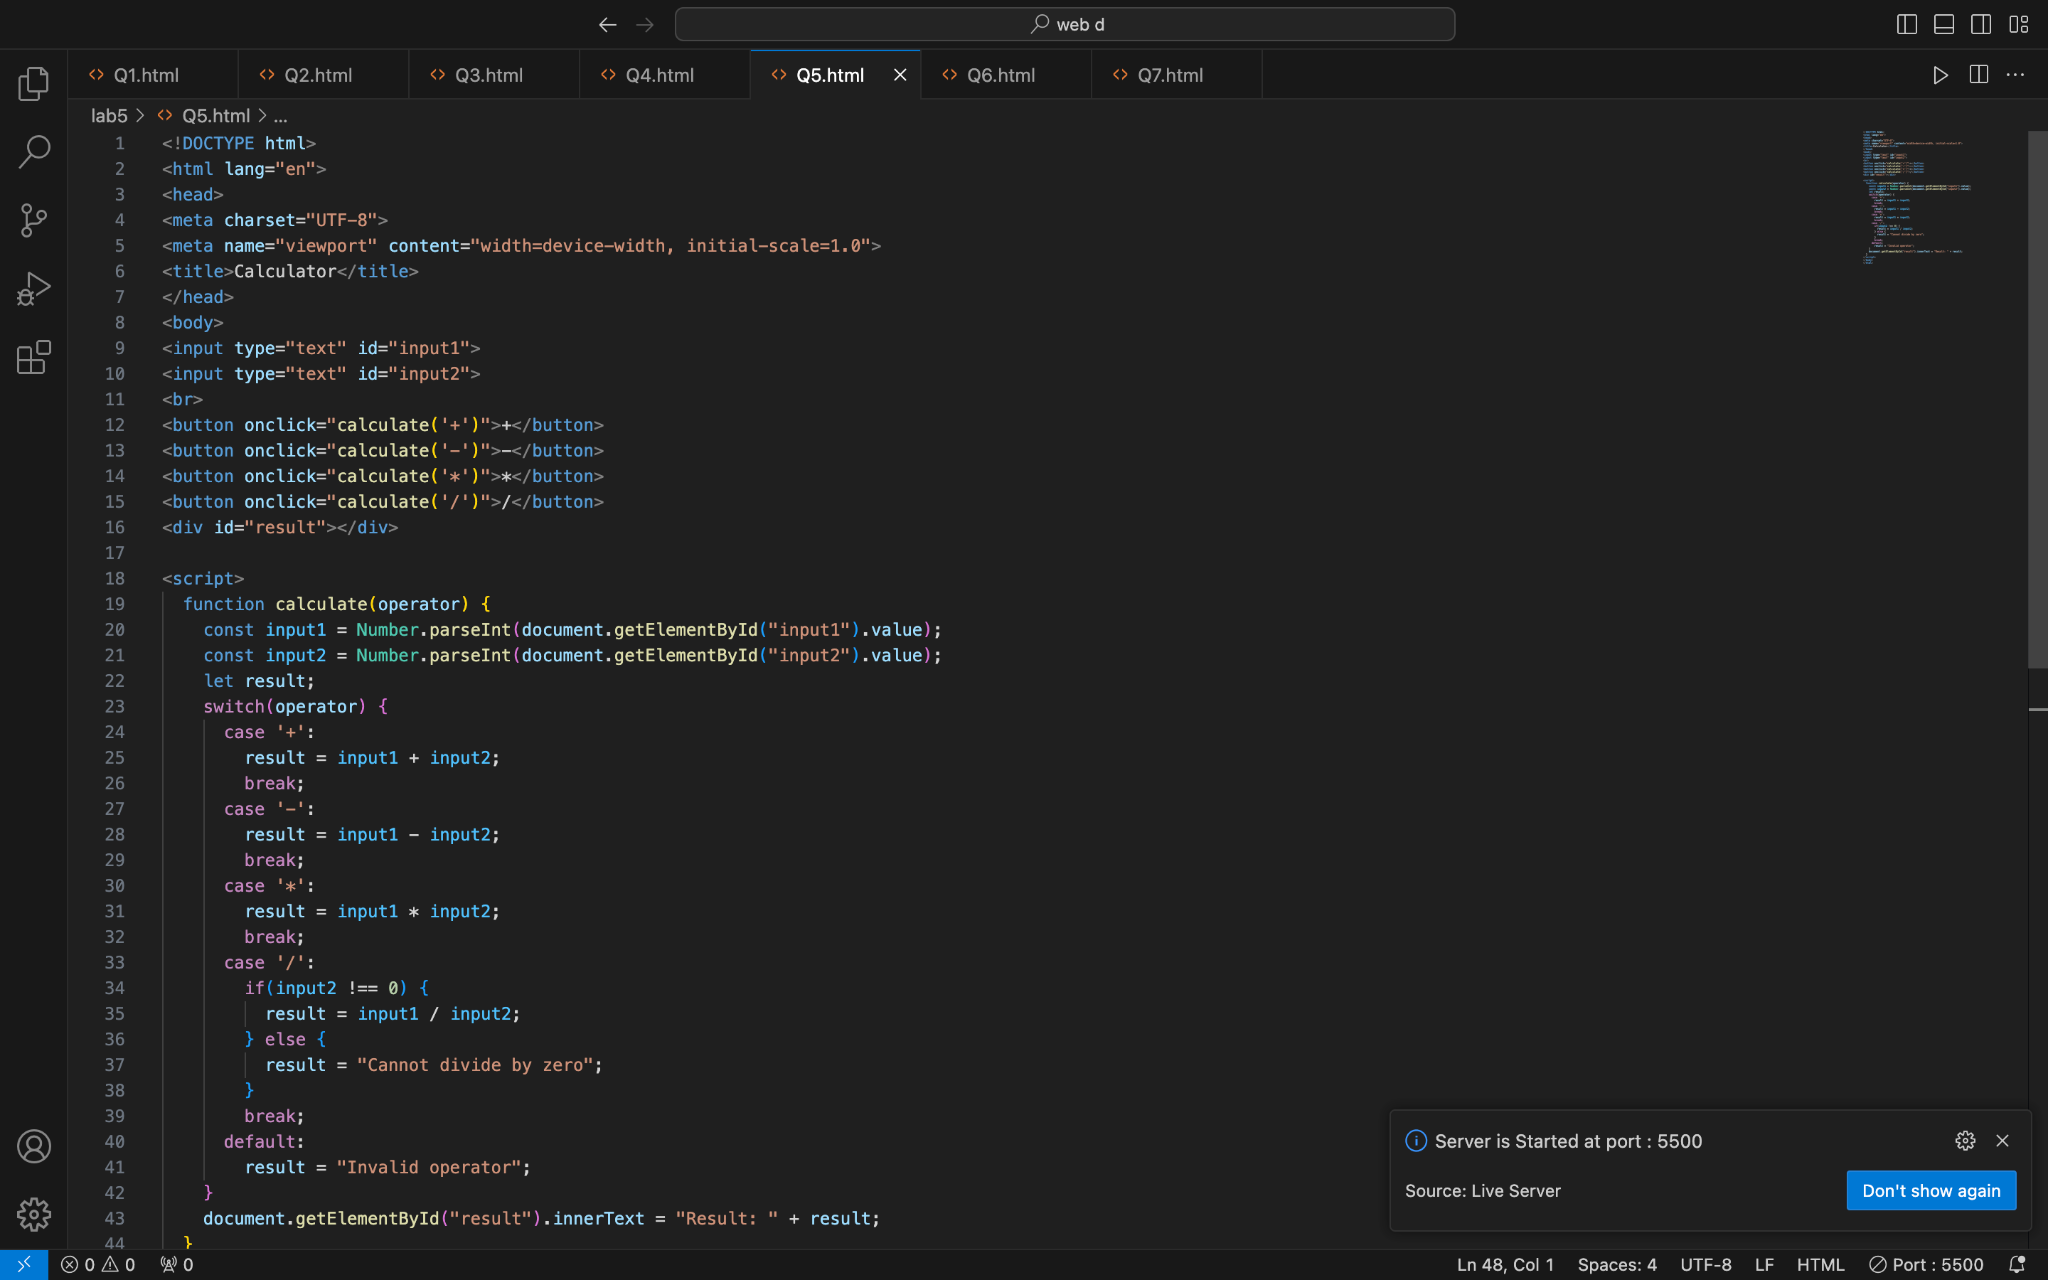 web d
Q1.html
Q2.html
Q3.html
Q4.html
Q5.html
Q6.html
Q7.html
lab5 > Q5.html > ...
1 <!DOCTYPE html>
2 <html lang="en">
3 <head>
4 <meta charset="UTF-8">
5 <meta name="viewport" content="width=device-width, initial-scale=1.0">
6 <title>Calculator</title>
7 </head>
8 <body>
9 <input type="text" id="input1">
10 <input type="text" id="input2">
11 <br>
12 <button onclick="calculate('+')">+</button>
13 <button onclick="calculate('-')">-</button>
14 <button onclick="calculate('*')">*</button>
15 <button onclick="calculate('/')">/</button>
16 <div id="result"></div>
17
18 <script>
19   function calculate(operator) {
20     const input1 = Number.parseInt(document.getElementById("input1").value);
21     const input2 = Number.parseInt(document.getElementById("input2").value);
22     let result;
23     switch(operator) {
24       case '+':
25         result = input1 + input2;
26         break;
27       case '-':
28         result = input1 - input2;
29         break;
30       case '*':
31         result = input1 * input2;
32         break;
33       case '/':
34         if(input2 !== 0) {
35           result = input1 / input2;
36         } else {
37           result = "Cannot divide by zero";
38         }
39         break;
40       default:
41         result = "Invalid operator";
42     }
43     document.getElementById("result").innerText = "Result: " + result;
44   }
Server is Started at port : 5500
Source: Live Server
Don't show again
0 0 0
Ln 48, Col 1 Spaces: 4 UTF-8 LF HTML Port : 5500